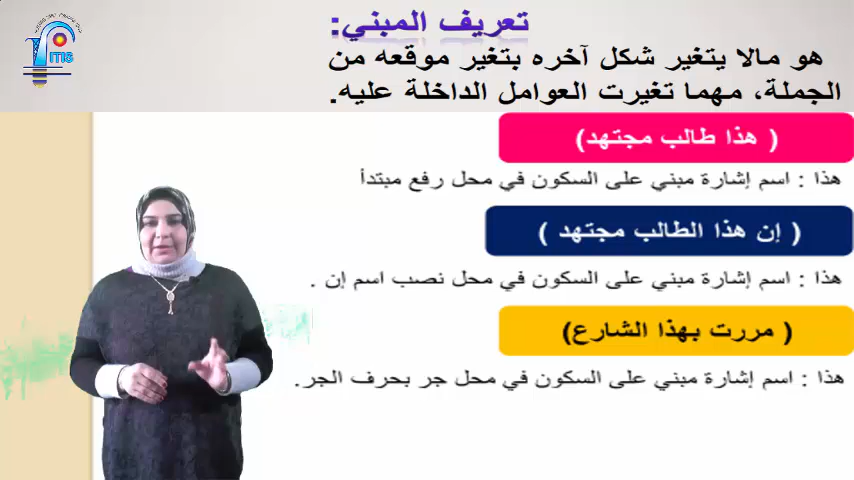 تعريف المبني:
هو مالا يتغير شكل آخره بتغير موقعه من
الجملة، مهما تغيرت العوامل الداخلة عليه.
( هذا طالب مجتهد)
هذا : اسم إشارة مبني على السكون في محل رفع مبتدأ
( إن هذا الطالب مجتهد )
هذا : اسم إشارة مبني على السكون في محل نصب اسم إن .
( مررت بهذا الشارع)
هذا : اسم إشارة مبني على السكون في محل جر بحرف الجر.
ITIS